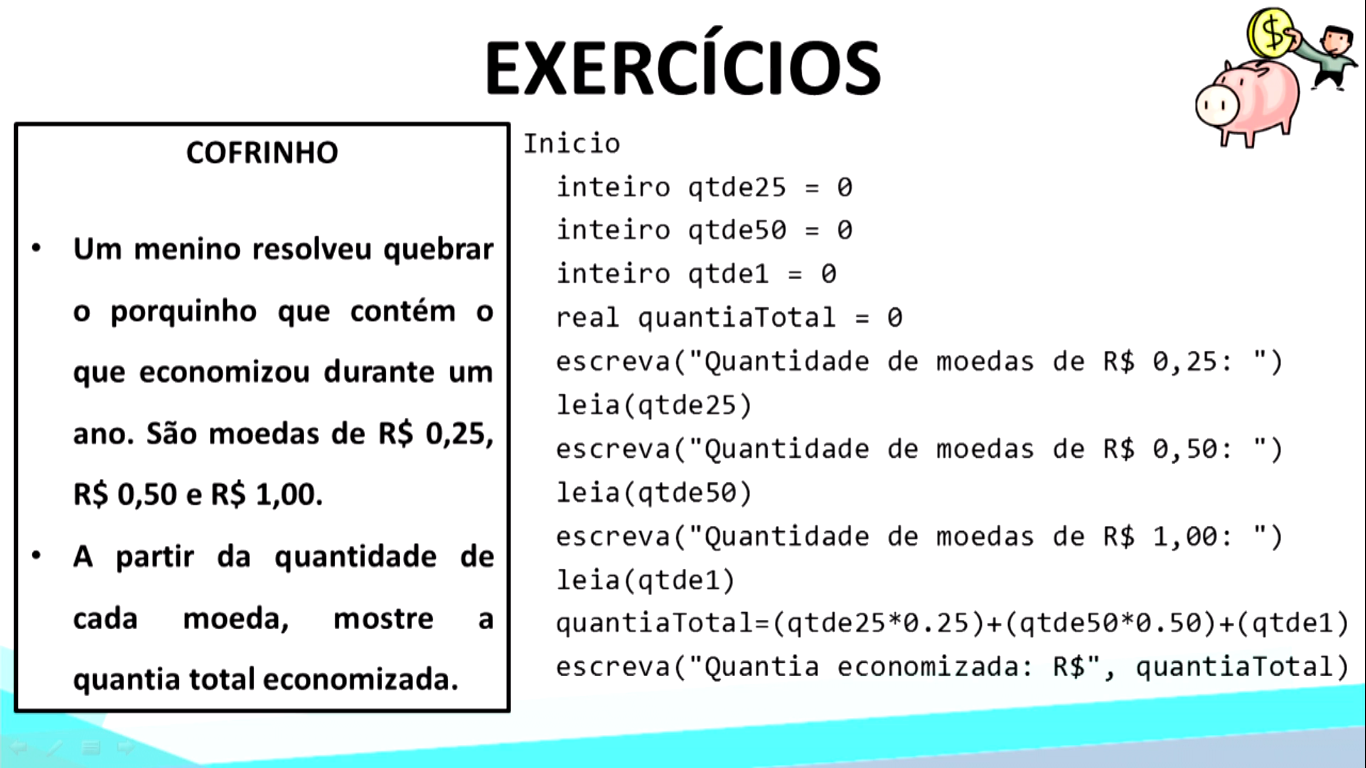 EXERCÍCIOS
COFRINHO
• Um menino resolveu quebrar
o porquinho que contém o
que economizou durante um
ano. São moedas de R$ 0,25,
R$ 0,50 e R$ 1,00.
• A partir da quantidade de
cada moeda, mostre a
quantia total economizada.
Inicio
  inteiro qtde25 = 0
  inteiro qtde50 = 0
  inteiro qtde1 = 0
  real quantiaTotal = 0
  escreva("Quantidade de moedas de R$ 0,25: ")
  leia(qtde25)
  escreva("Quantidade de moedas de R$ 0,50: ")
  leia(qtde50)
  escreva("Quantidade de moedas de R$ 1,00: ")
  leia(qtde1)
  quantiaTotal=(qtde25*0.25)+(qtde50*0.50)+(qtde1)
  escreva("Quantia economizada: R$", quantiaTotal)
$